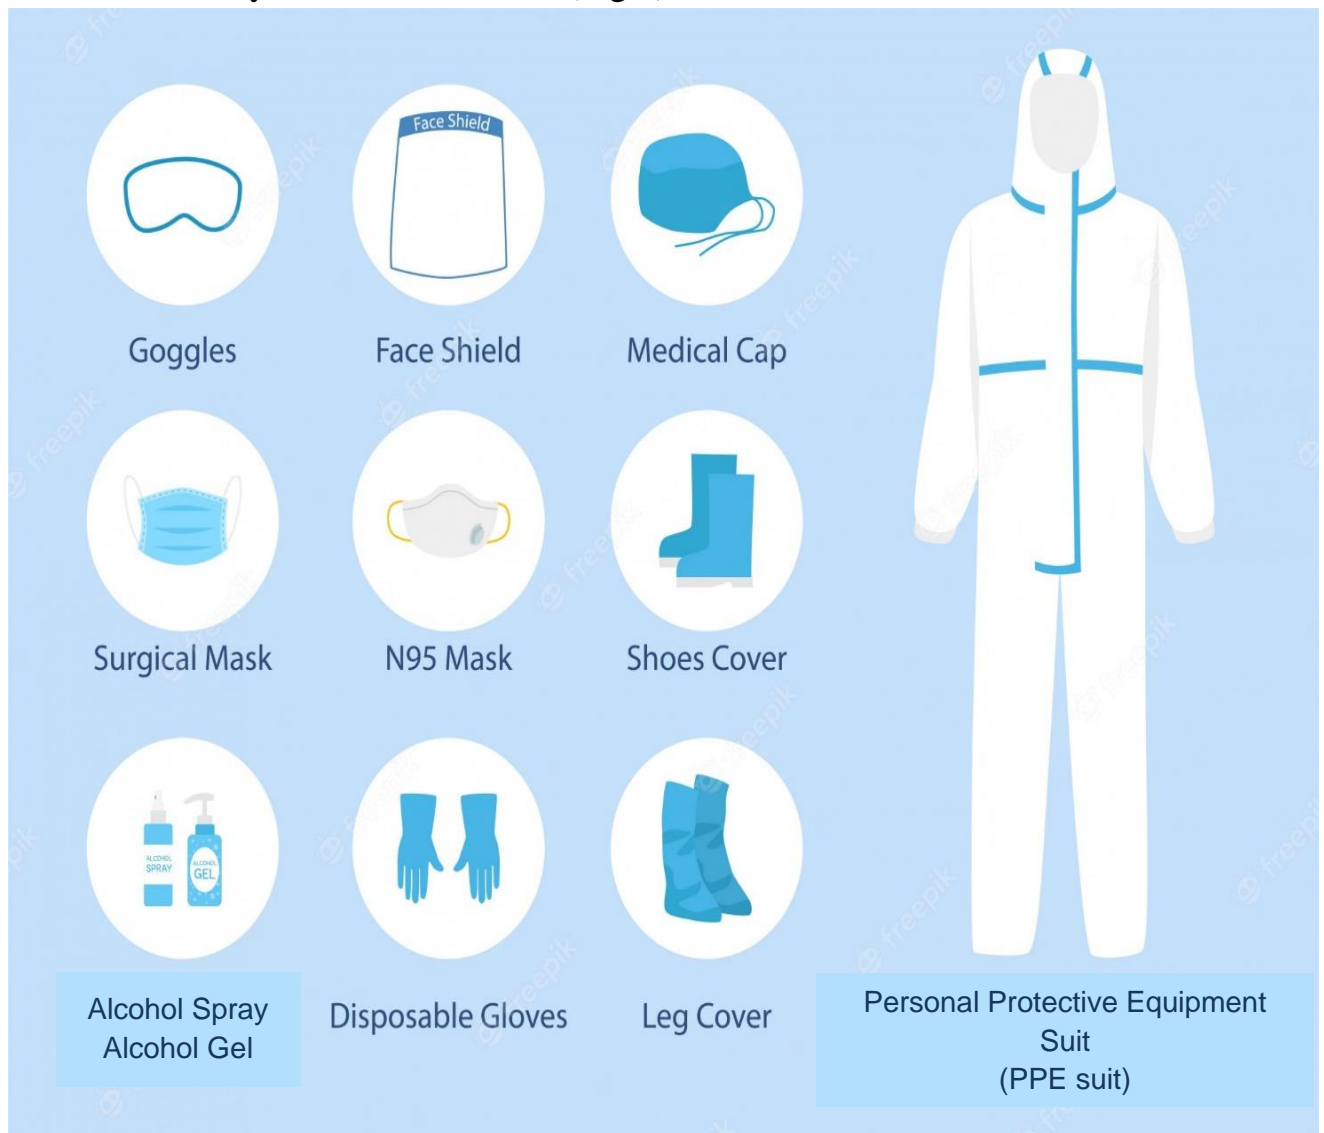 Face Shield
Goggles
Face Shield
Medical Cap
Surgical Mask
N95 Mask
Shoes Cover
ALCOHOL
SPRAY
ALCOHOL
GEL
Alcohol Spray
Alcohol Gel
Disposable Gloves
Leg Cover
Personal Protective Equipment
Suit
(PPE suit)
freepik